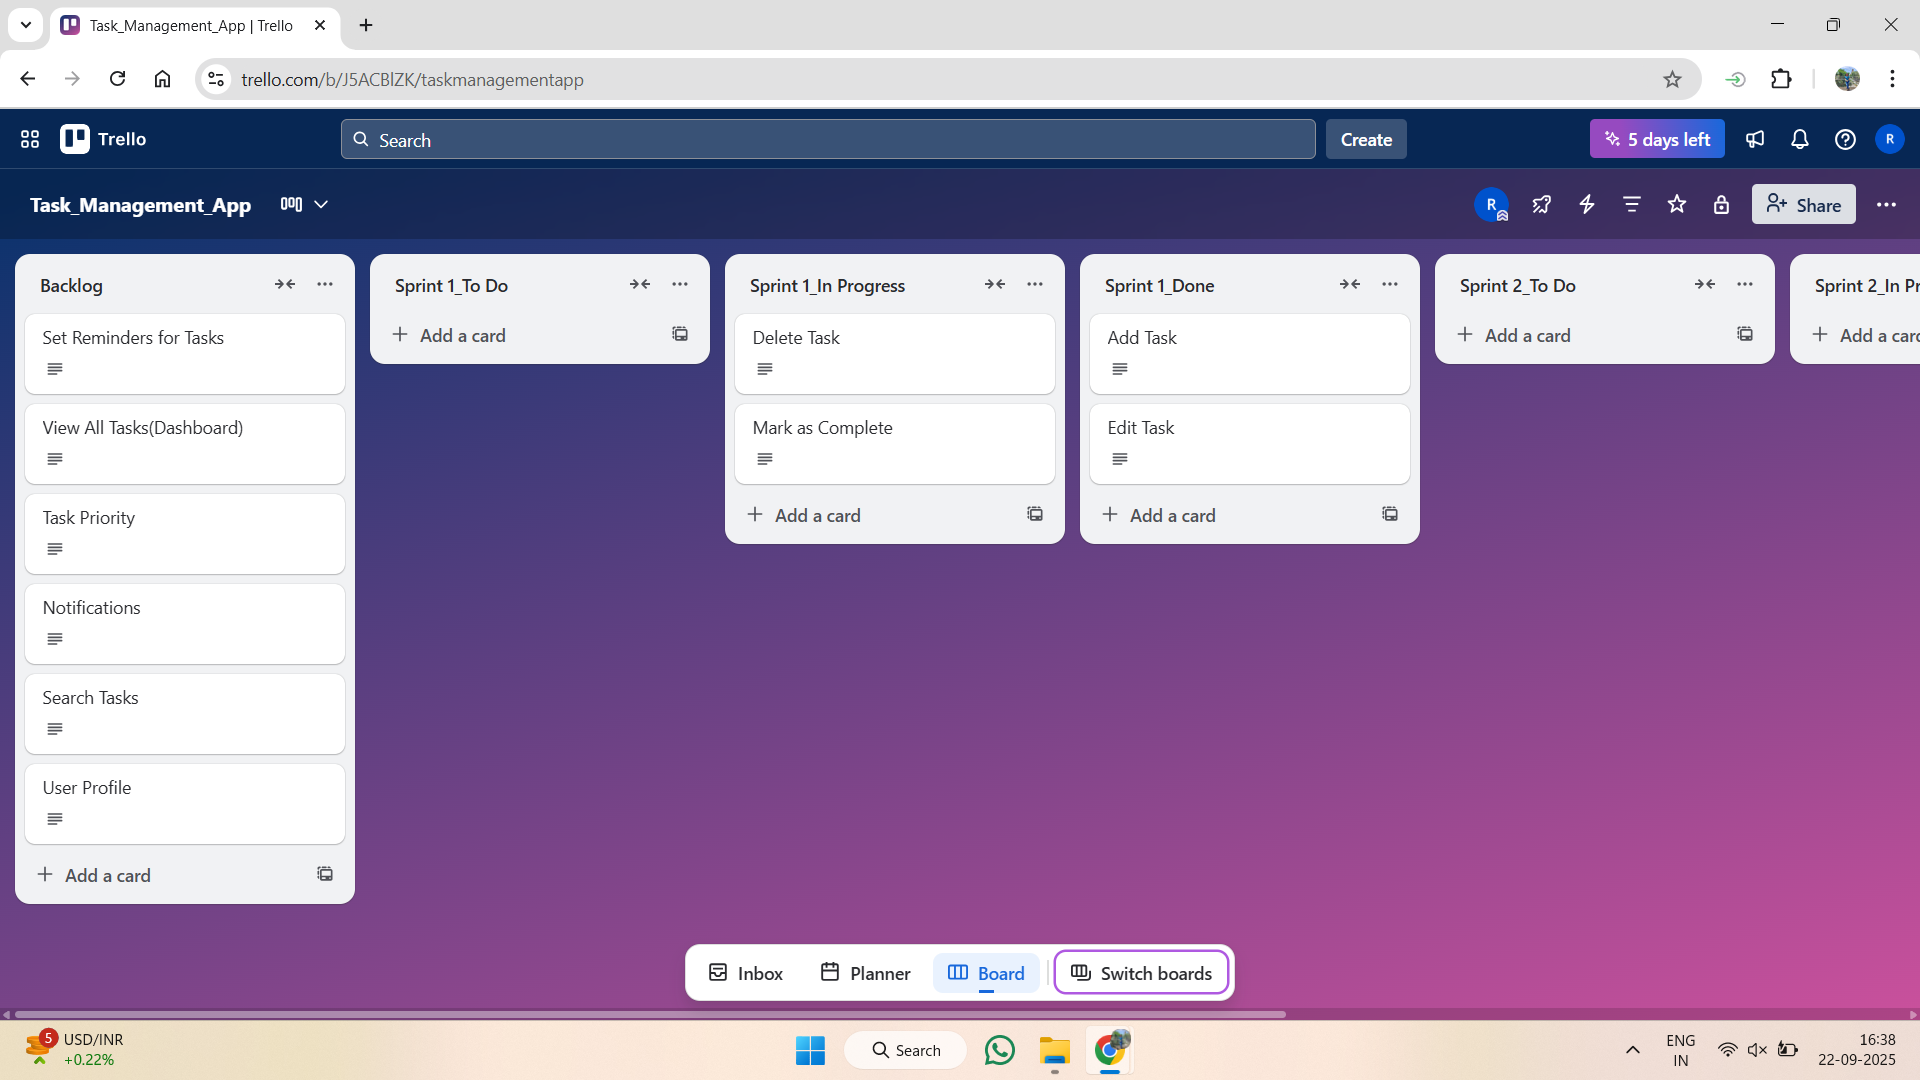 Task_Management_App | Trello
trello.com/b/J5ACBlZK/taskmanagementapp
Trello
Search
Create
5 days left
R
Task_Management_App
R
Share
Backlog
Set Reminders for Tasks
View All Tasks(Dashboard)
Task Priority
Notifications
Search Tasks
User Profile
Add a card
Sprint 1_To Do
Add a card
Sprint 1_In Progress
Delete Task
Mark as Complete
Add a card
Sprint 1_Done
Add Task
Edit Task
Add a card
Sprint 2_To Do
Add a card
Sprint 2_In Pr
Add a card
Inbox
Planner
Board
Switch boards
5
USD/INR
+0.22%
Search
ENG
IN
16:38
22-09-2025